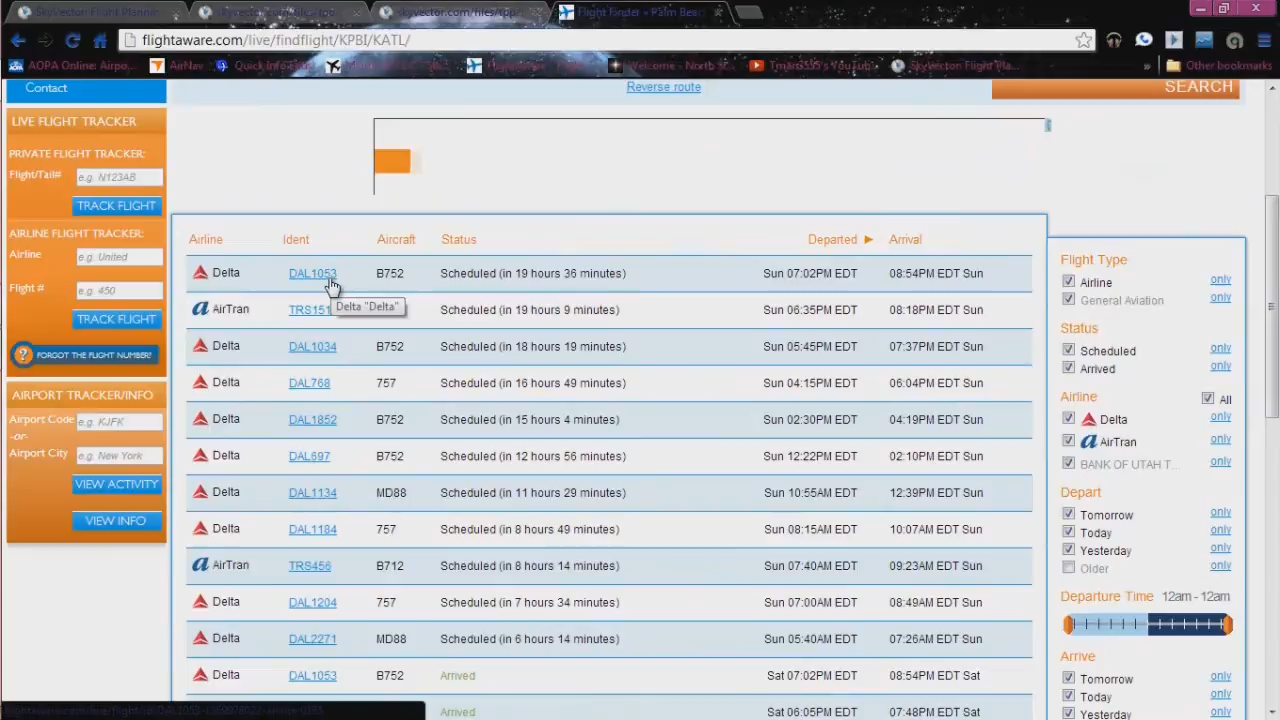 SkyVector: Flight Plannin
Flight Finder » Palm Bea
flightaware.com/live/findflight/KPBI/KATL/
AOPA Online: Airpo...
AirNav
Other bookmarks
Contact
Reverse route
SEARCH
LIVE FLIGHT TRACKER
PRIVATE FLIGHT TRACKER:
Flight/Tail# e.g. N123AB
TRACK FLIGHT
AIRLINE FLIGHT TRACKER:
Airline e.g. United
Flight # e.g. 450
TRACK FLIGHT
? FORGOT THE FLIGHT NUMBER?
AIRPORT TRACKER/INFO
Airport Code e.g. KJFK
-or-
Airport City e.g. New York
VIEW ACTIVITY
VIEW INFO
Airline Ident Aircraft Status Departed ► Arrival
Delta DAL1053 B752 Scheduled (in 19 hours 36 minutes) Sun 07:02PM EDT 08:54PM EDT Sun
Delta "Delta"
AirTran TRS151 Scheduled (in 19 hours 9 minutes) Sun 06:35PM EDT 08:18PM EDT Sun
Delta DAL1034 B752 Scheduled (in 18 hours 19 minutes) Sun 05:45PM EDT 07:37PM EDT Sun
Delta DAL768 757 Scheduled (in 16 hours 49 minutes) Sun 04:15PM EDT 06:04PM EDT Sun
Delta DAL1852 B752 Scheduled (in 15 hours 4 minutes) Sun 02:30PM EDT 04:19PM EDT Sun
Delta DAL697 B752 Scheduled (in 12 hours 56 minutes) Sun 12:22PM EDT 02:10PM EDT Sun
Delta DAL1134 MD88 Scheduled (in 11 hours 29 minutes) Sun 10:55AM EDT 12:39PM EDT Sun
Delta DAL1184 757 Scheduled (in 8 hours 49 minutes) Sun 08:15AM EDT 10:07AM EDT Sun
AirTran TRS456 B712 Scheduled (in 8 hours 14 minutes) Sun 07:40AM EDT 09:23AM EDT Sun
Delta DAL1204 757 Scheduled (in 7 hours 34 minutes) Sun 07:00AM EDT 08:49AM EDT Sun
Delta DAL2271 MD88 Scheduled (in 6 hours 14 minutes) Sun 05:40AM EDT 07:26AM EDT Sun
Delta DAL1053 B752 Arrived Sat 07:02PM EDT 08:54PM EDT Sat
Arrived Sat 06:05PM EDT 07:48PM EDT Sat
Flight Type
Airline only
General Aviation only
Status
Scheduled only
Arrived only
Airline All
Delta only
AirTran only
BANK OF UTAH T... only
Depart
Tomorrow only
Today only
Yesterday only
Older only
Departure Time 12am - 12am
Arrive
Tomorrow only
Today only
Yesterday only